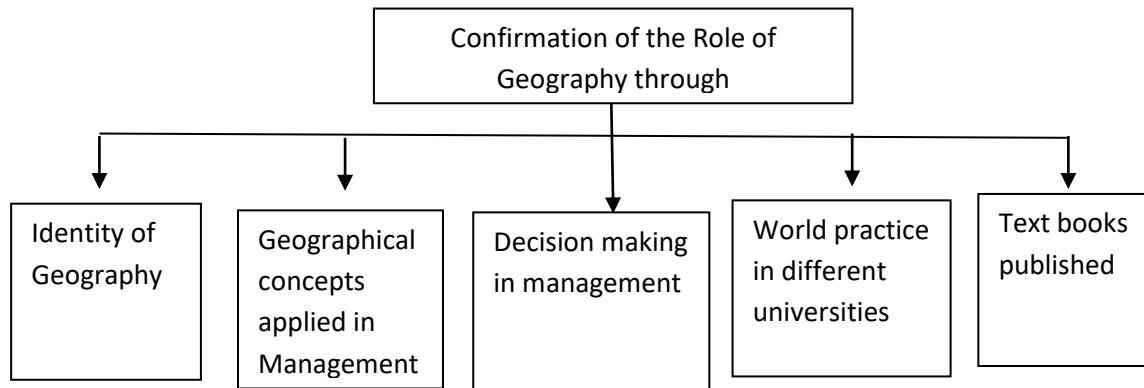 Confirmation of the Role of
Geography through
Identity of
Geography
Geographical
concepts
applied in
Management
Decision making
in management
World practice
in different
universities
Text books
published